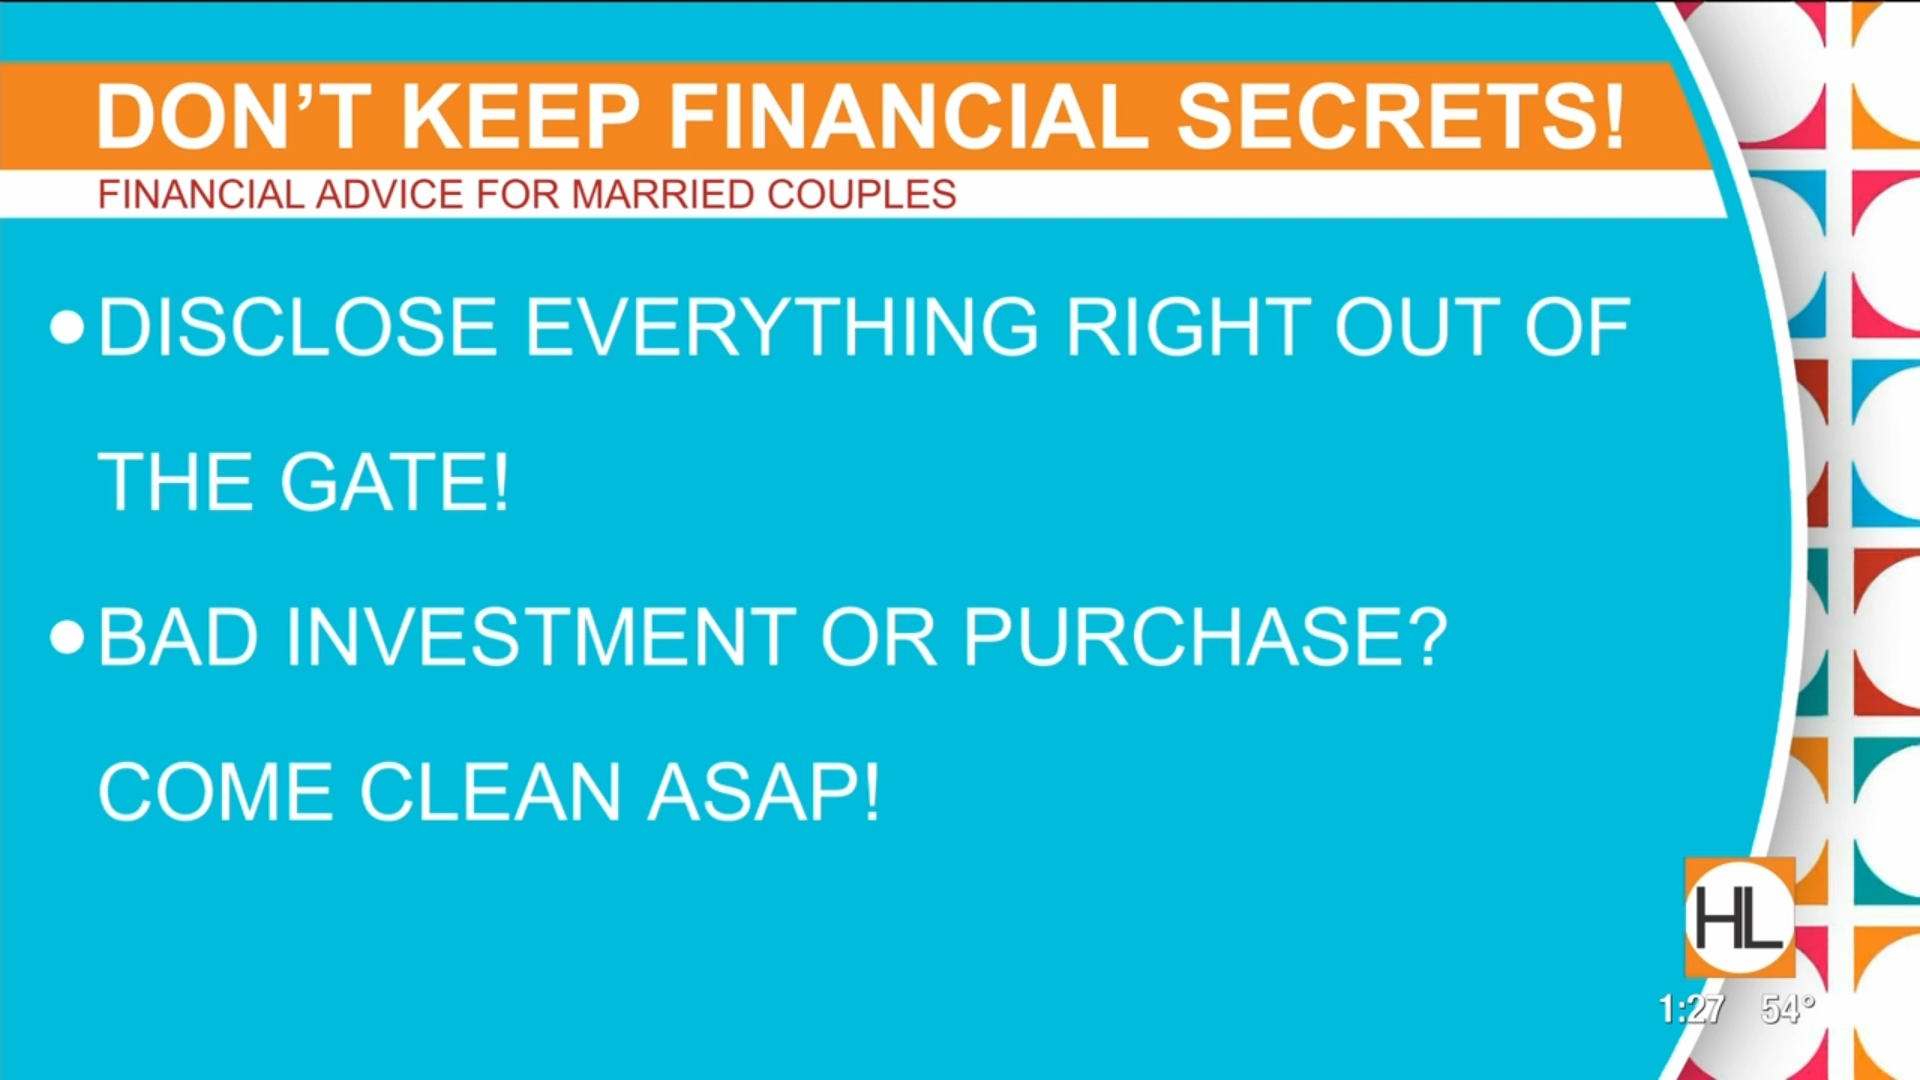 DON'T KEEP FINANCIAL SECRETS!
FINANCIAL ADVICE FOR MARRIED COUPLES
●DISCLOSE EVERYTHING RIGHT OUT OF
THE GATE!
●BAD INVESTMENT OR PURCHASE?
COME CLEAN ASAP!
HL
1:27 54°